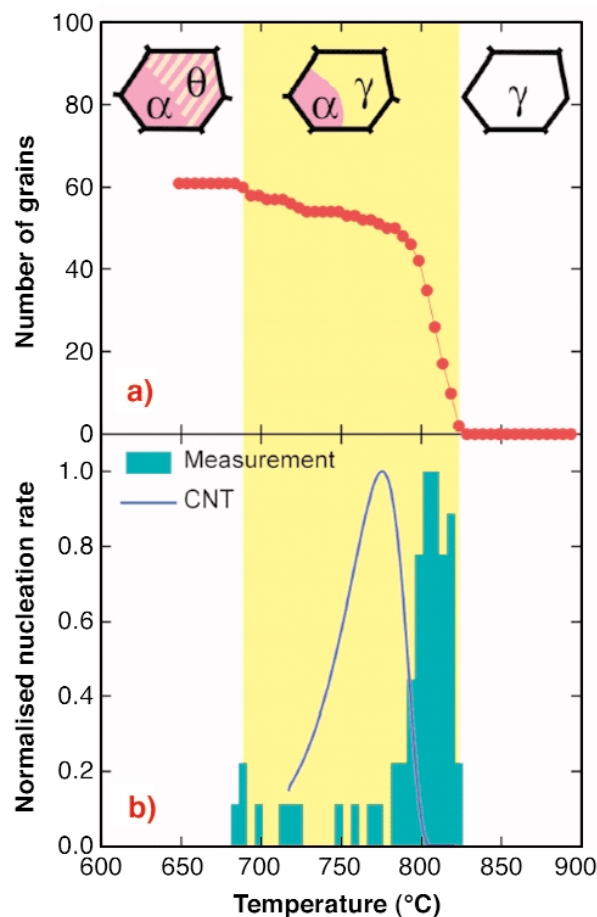 100
80
60
40
20
0
Number of grains
α
θ
α
γ
γ
a)
1.0
0.8
0.6
0.4
0.2
0.0
Normalised nucleation rate
Measurement
CNT
b)
600
650
700
750
800
850
900
Temperature (°C)